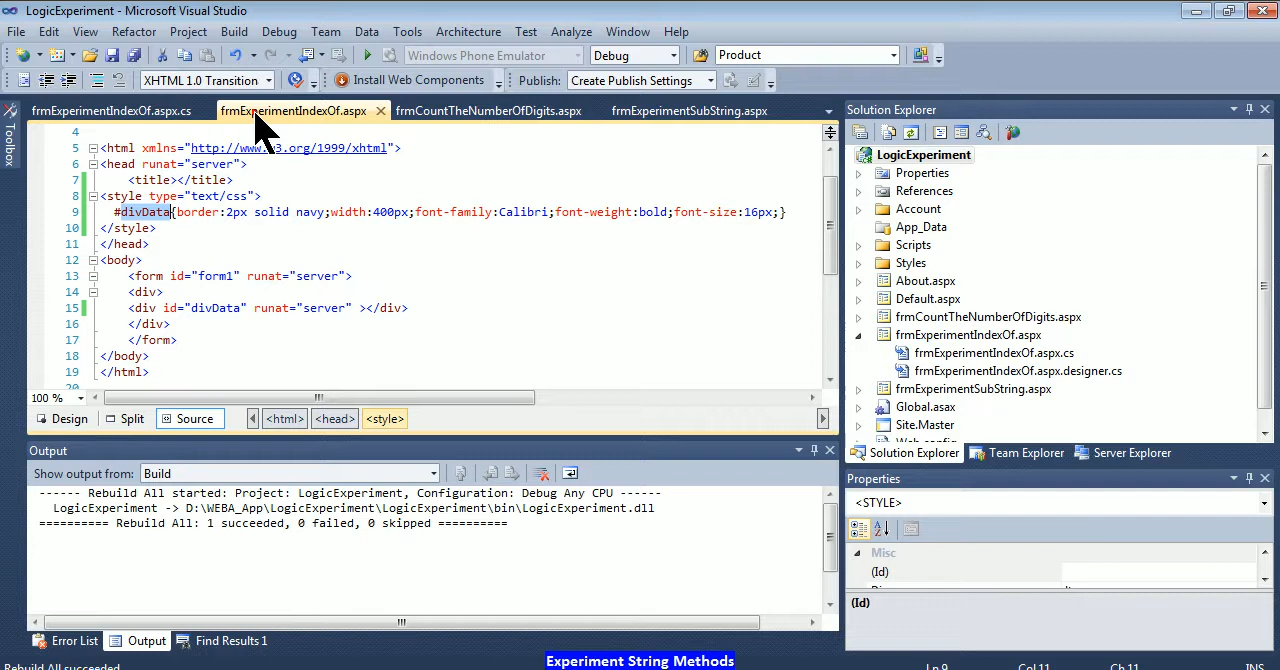 LogicExperiment - Microsoft Visual Studio
File Edit View Refactor Project Build Debug Team Data Tools Architecture Test Analyze Window Help
Windows Phone Emulator Debug Product
XHTML 1.0 Transition Install Web Components Publish: Create Publish Settings
Toolbox
frmExperimentIndexOf.aspx.cs frmExperimentIndexOf.aspx frmCountTheNumberOfDigits.aspx frmExperimentSubString.aspx
4
5 <html xmlns="http://www. 3.org/1999/xhtml">
6 <head runat="server">
7 <title></title>
8 <style type="text/css">
9 #divData{border:2px solid navy;width:400px;font-family:Calibri;font-weight:bold;font-size:16px;}
10 </style>
11 </head>
12 <body>
13 <form id="form1" runat="server">
14 <div>
15 <div id="divData" runat="server" ></div>
16 </div>
17 </form>
18 </body>
19 </html>
20
100 %
Design Split Source <html> <head> <style>
Output
Show output from: Build
------ Rebuild All started: Project: LogicExperiment, Configuration: Debug Any CPU ------
LogicExperiment -> D:\WEBA_App\LogicExperiment\LogicExperiment\bin\LogicExperiment.dll
========== Rebuild All: 1 succeeded, 0 failed, 0 skipped ==========
Error List Output Find Results 1
Solution Explorer
LogicExperiment
Properties
References
Account
App_Data
Scripts
Styles
About.aspx
Default.aspx
frmCountTheNumberOfDigits.aspx
frmExperimentIndexOf.aspx
frmExperimentIndexOf.aspx.cs
frmExperimentIndexOf.aspx.designer.cs
frmExperimentSubString.aspx
Global.asax
Site.Master
Web.config
Solution Explorer Team Explorer Server Explorer
Properties
<STYLE>
Misc
(Id)
(Id)
Experiment String Methods
Rebuild All succeeded Ln 9 Col 11 Ch 11 INS